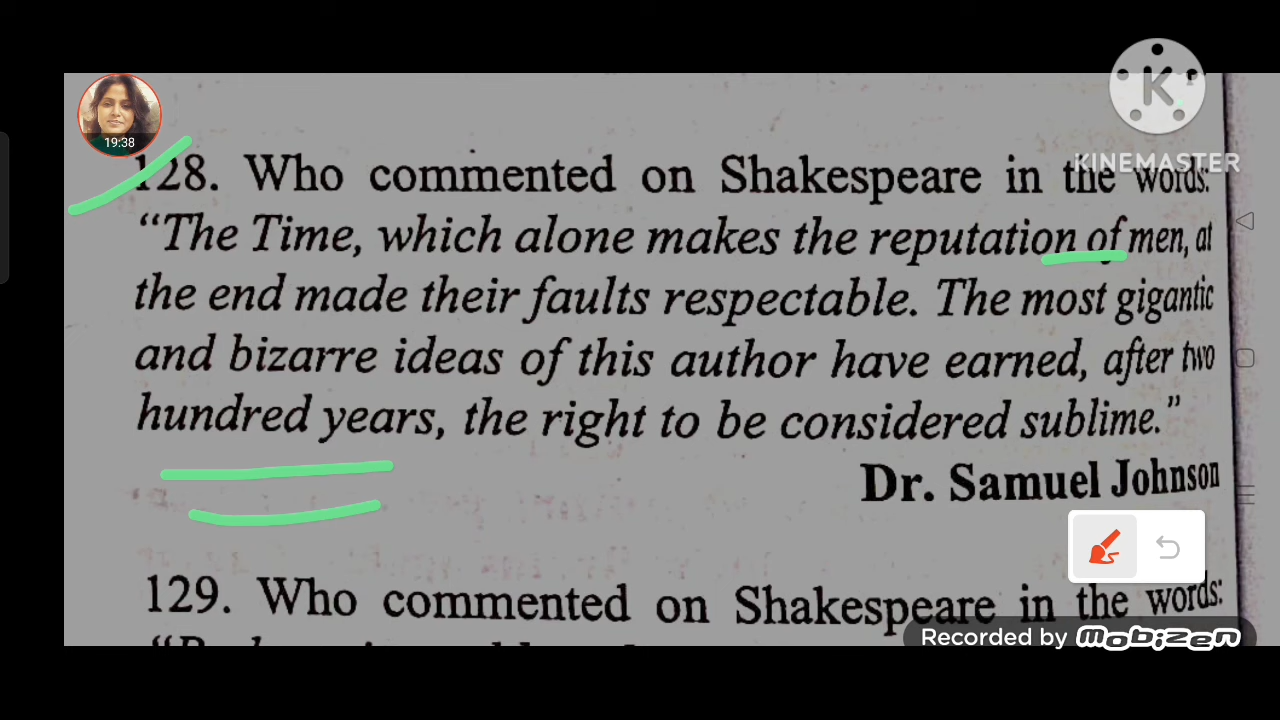 19:38
KINEMASTER
128. Who commented on Shakespeare in the words:
"The Time, which alone makes the reputation of men, at
the end made their faults respectable. The most gigantic
and bizarre ideas of this author have earned, after two
hundred years, the right to be considered sublime."
Dr. Samuel Johnson
129. Who commented on Shakespeare in the words:
Recorded by mobizen